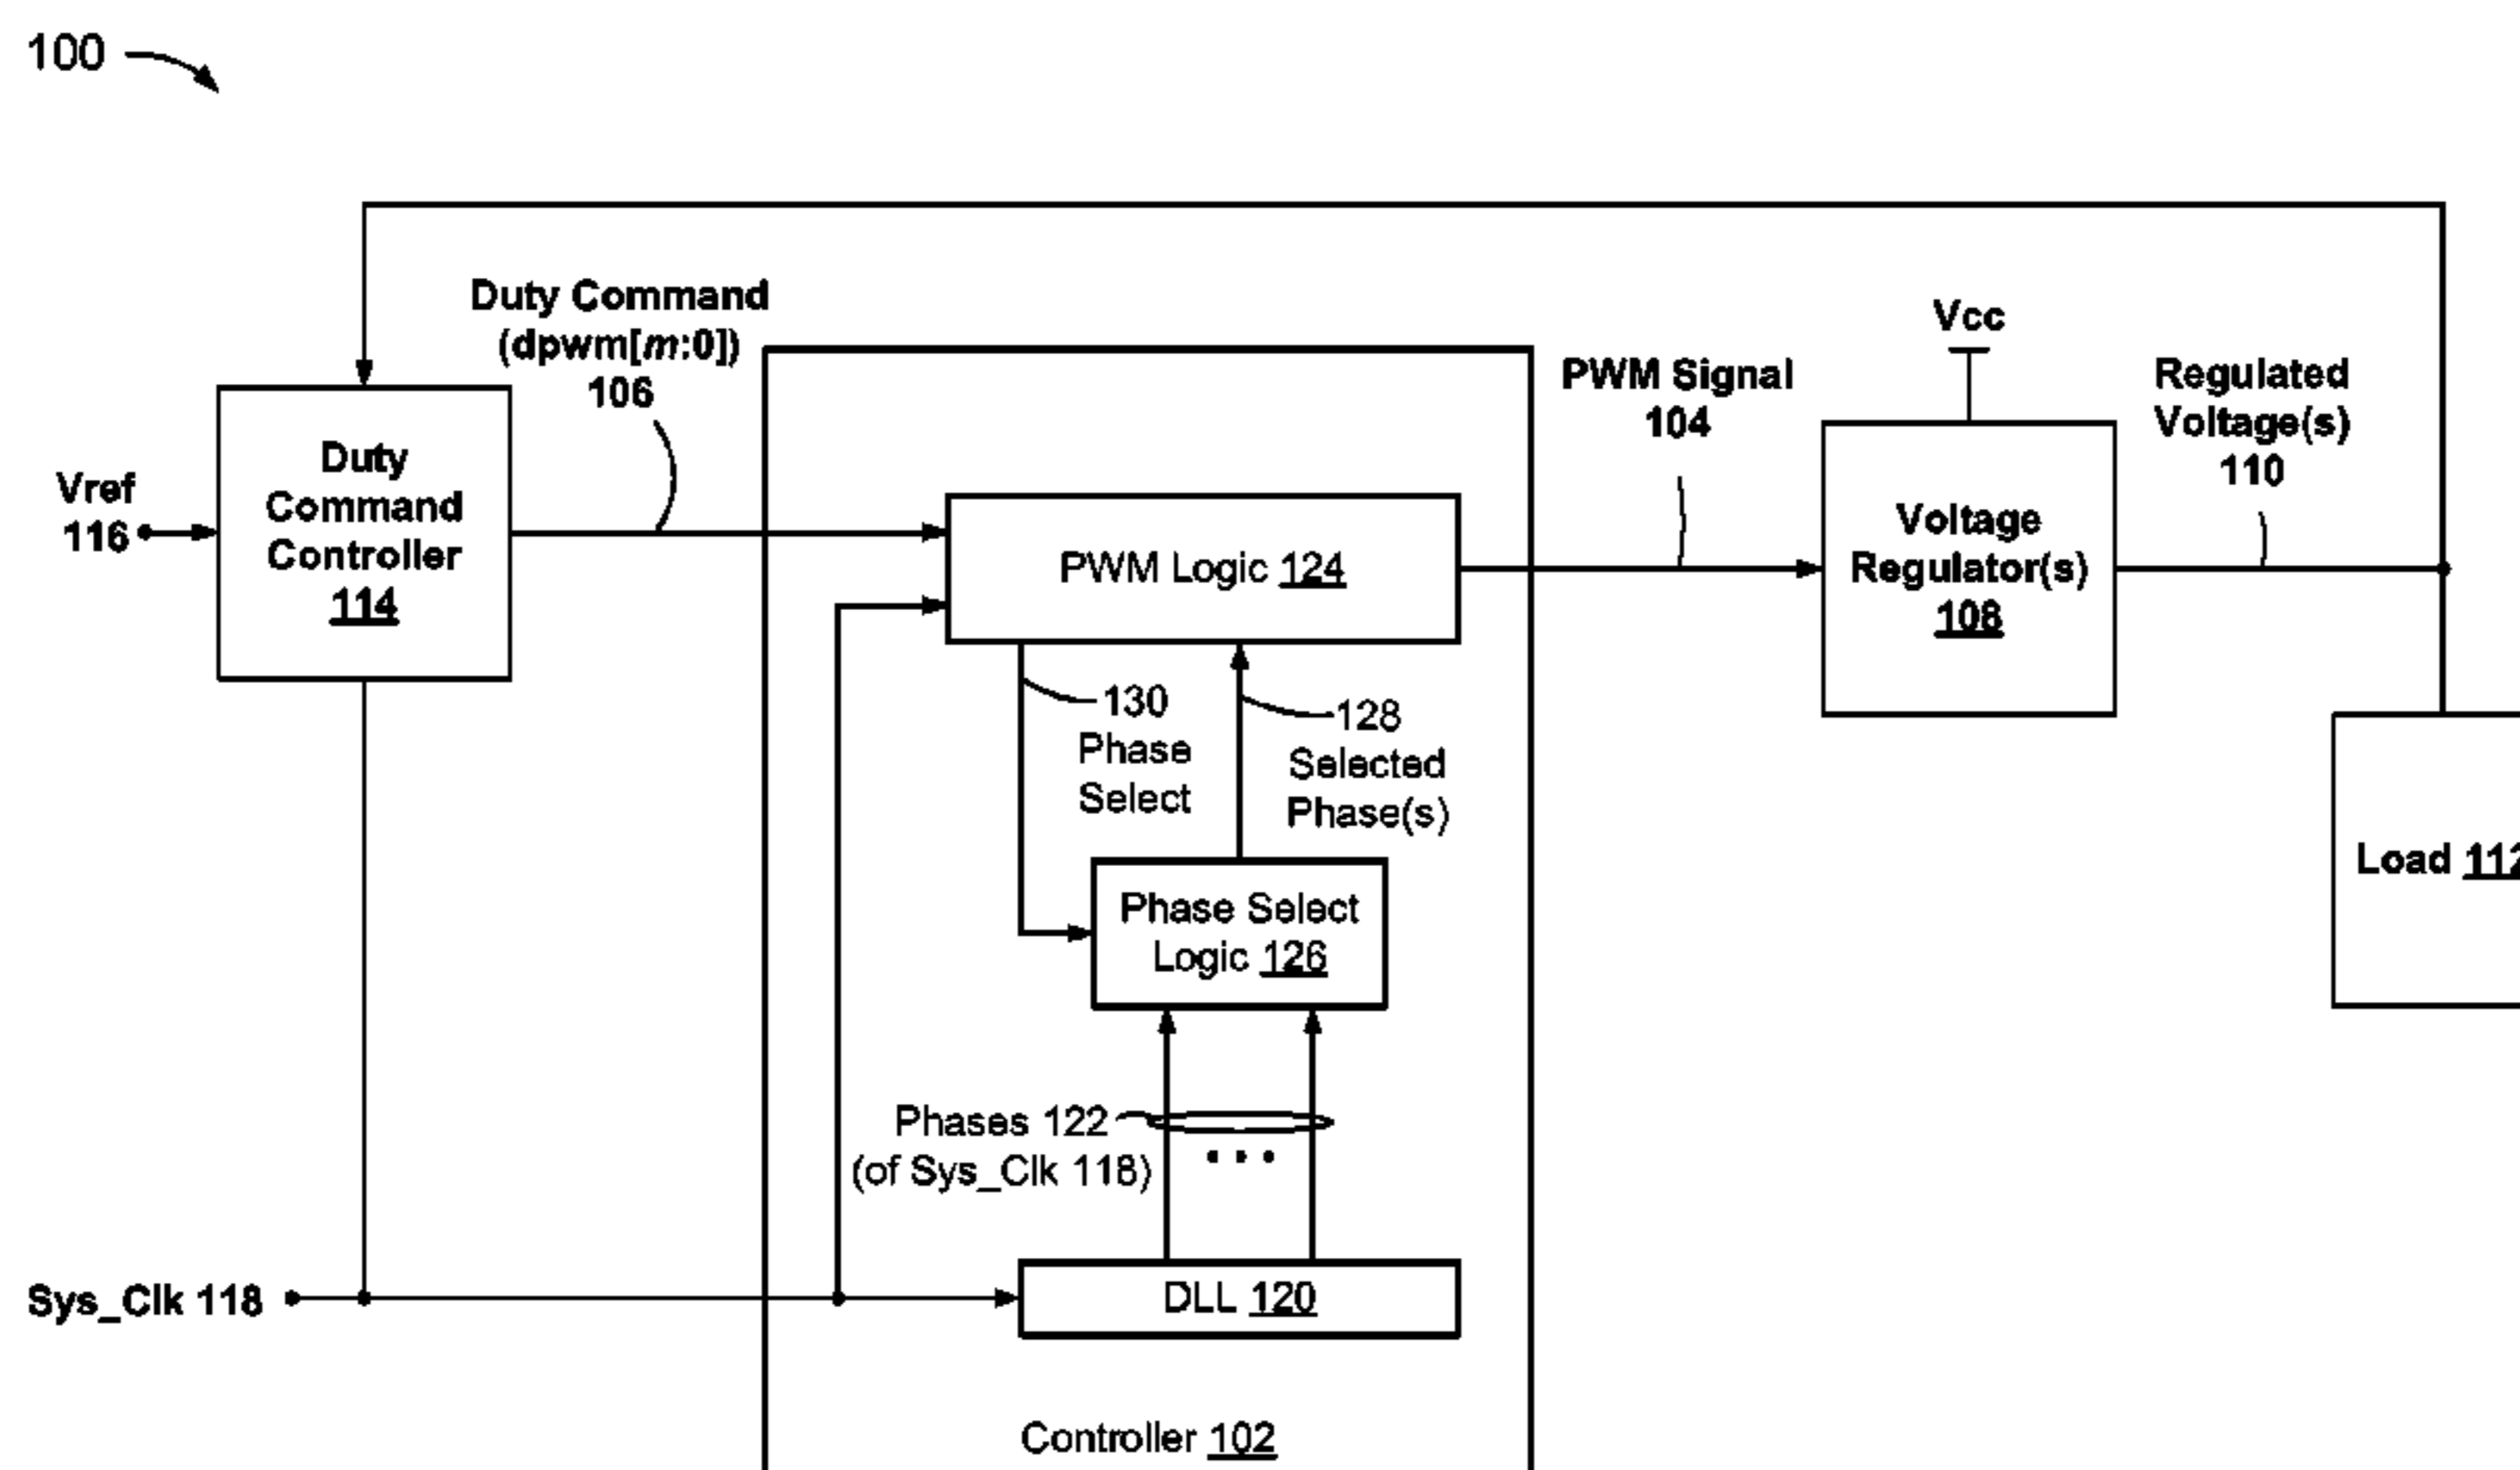 100
Duty Command
(dpwm[m:0])
106
Vcc
PWM Signal
104
Regulated
Voltage(s)
110
Vref
116
Duty
Command
Controller
114
PWM Logic 124
Voltage
Regulator(s)
108
130
Phase
Select
128
Selected
Phase(s)
Load 112
Phase Select
Logic 126
Phases 122
(of Sys_Clk 118)
Sys_Clk 118
DLL 120
Controller 102